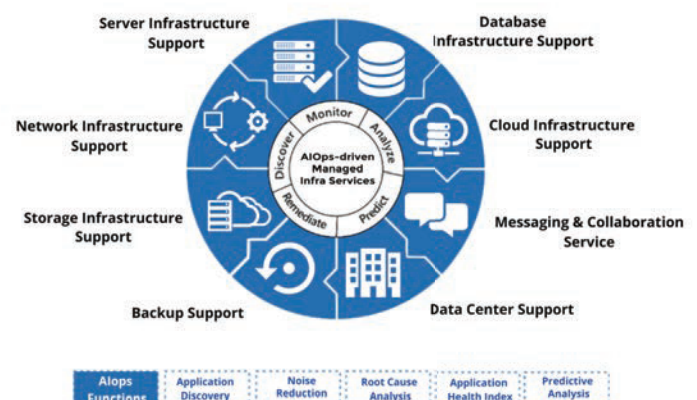 Server Infrastructure
Support
Database
Infrastructure Support
Network Infrastructure
Support
Cloud Infrastructure
Support
Monitor
Analyze
Discover
AIOps-driven
Managed
Infra Services
Predict
Remediate
Storage Infrastructure
Support
Messaging & Collaboration
Service
Backup Support
Data Center Support
AIops
Functions
Application
Discovery
Noise
Reduction
Root Cause
Analysis
Application
Health Index
Predictive
Analysis